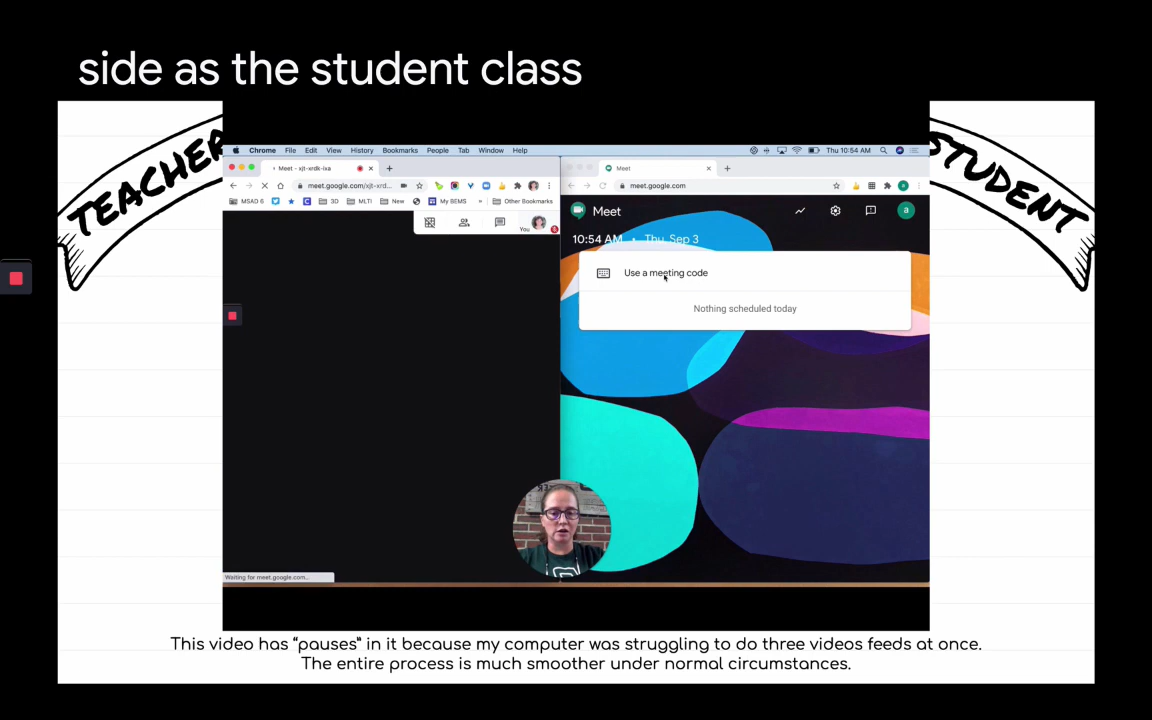 side as the student class
TEACHER
STUDENT
Chrome File Edit View History Bookmarks People Tab Window Help
Thu 10:54 AM
Meet - xjt-xrdk-ixa
Meet
meet.google.com/xjt-xrd...
meet.google.com
MSAD 6
3D
MLTI
New
My BEMS
»
Other Bookmarks
You
Meet
a
a
10:54 AM • Thu, Sep 3
Use a meeting code
Nothing scheduled today
Waiting for meet.google.com...
This video has “pauses” in it because my computer was struggling to do three videos feeds at once.
The entire process is much smoother under normal circumstances.